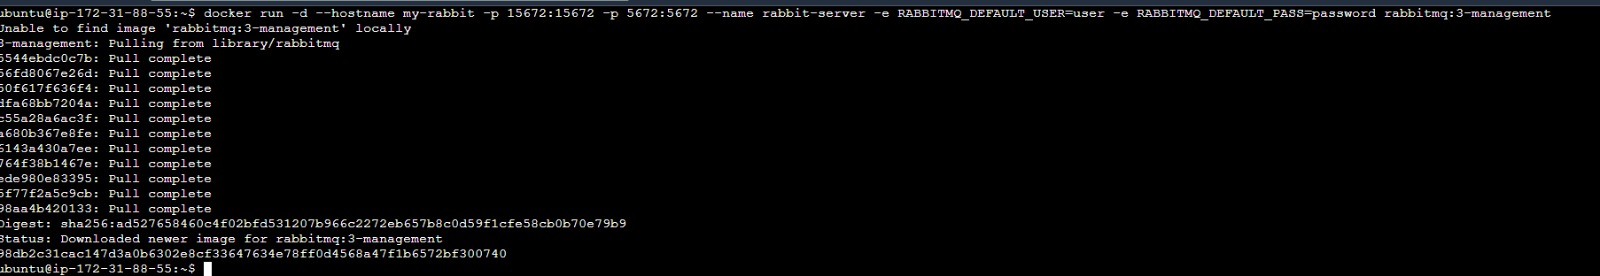 ubuntu@ip-172-31-88-55:~$ docker run -d --hostname my-rabbit -p 15672:15672 -p 5672:5672 --name rabbit-server -e RABBITMQ_DEFAULT_USER=user -e RABBITMQ_DEFAULT_PASS=password rabbitmq:3-management
Unable to find image 'rabbitmq:3-management' locally
3-management: Pulling from library/rabbitmq
5544ebdc0c7b: Pull complete
56fd8067e26d: Pull complete
50f617f636f4: Pull complete
dfa68bb7204a: Pull complete
c55a28a6ac3f: Pull complete
a680b367e8fe: Pull complete
6143a430a7ee: Pull complete
764f38b1467e: Pull complete
ede980e83395: Pull complete
5f77f2a5c9cb: Pull complete
98aa4b420133: Pull complete
Digest: sha256:ad527658460c4f02bfd531207b966c2272eb657b8c0d59f1cfe58cb0b70e79b9
Status: Downloaded newer image for rabbitmq:3-management
98db2c31cac147d3a0b6302e8cf33647634e78ff0d4568a47f1b6572bf300740
ubuntu@ip-172-31-88-55:~$